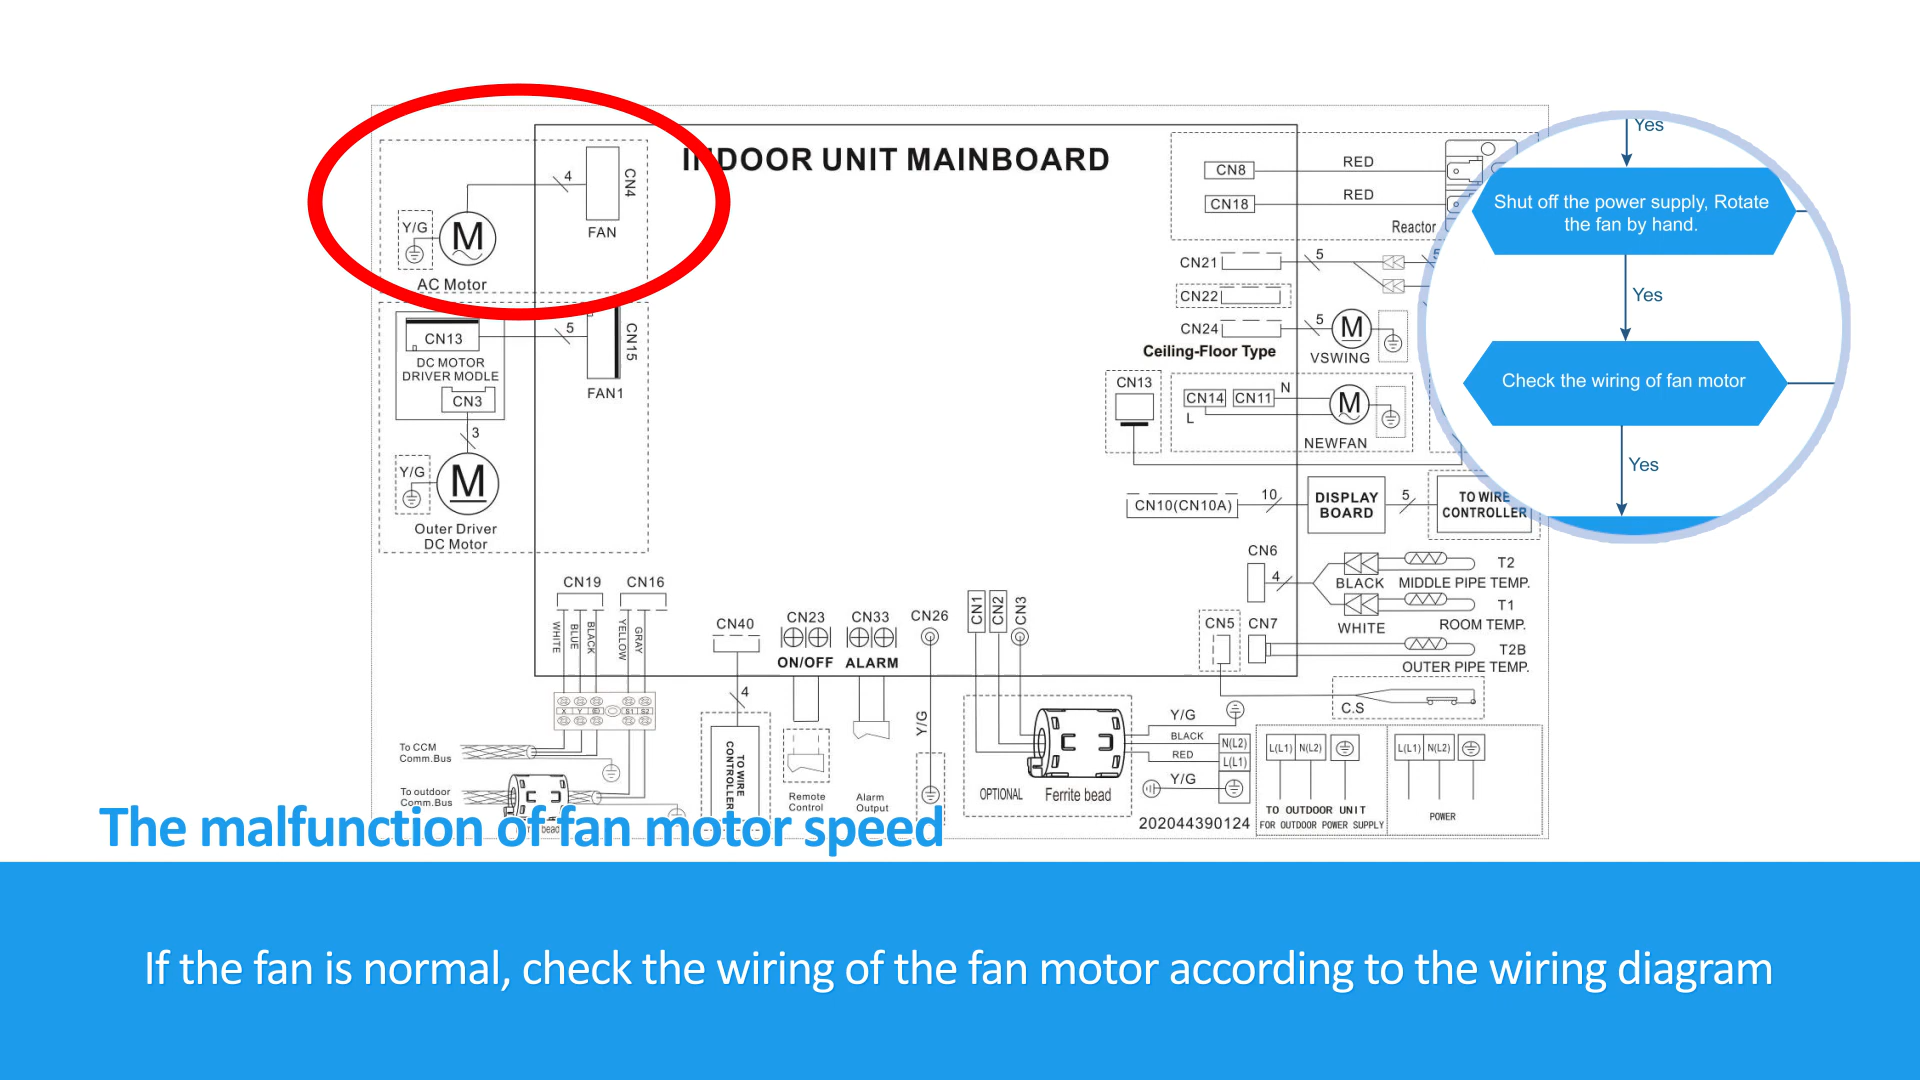 INDOOR UNIT MAINBOARD
4
CN4
FAN
Y/G
M
AC Motor
CN13
DC MOTOR
DRIVER MODLE
CN3
5
CN15
FAN1
3
Y/G
M
Outer Driver
DC Motor
CN8
RED
CN18
RED
Reactor
CN21
5
CN22
CN24
5
M
Ceiling-Floor Type
VSWING
CN13
CN14
CN11
N
L
M
NEWFAN
CN10(CN10A)
10
DISPLAY
BOARD
5
TO WIRE
CONTROLLER
CN6
4
BLACK
T2
MIDDLE PIPE TEMP.
WHITE
T1
ROOM TEMP.
CN5
CN7
T2B
OUTER PIPE TEMP.
C.S
Yes
Shut off the power supply, Rotate
the fan by hand.
Yes
Check the wiring of fan motor
Yes
CN19
CN16
WHITE
BLUE
BLACK
YELLOW
GRAY
X Y E S1 S2
To CCM
Comm.Bus
To outdoor
Comm.Bus
bead
CN40
4
TO WIRE
CONTROLLER
CN23
ON/OFF
Remote
Control
CN33
ALARM
Alarm
Output
CN26
Y/G
CN1
CN2
CN3
OPTIONAL
Ferrite bead
Y/G
BLACK
RED
Y/G
N(L2)
L(L1)
202044390124
L(L1) N(L2)
TO OUTDOOR UNIT
FOR OUTDOOR POWER SUPPLY
L(L1) N(L2)
POWER
The malfunction of fan motor speed
If the fan is normal, check the wiring of the fan motor according to the wiring diagram